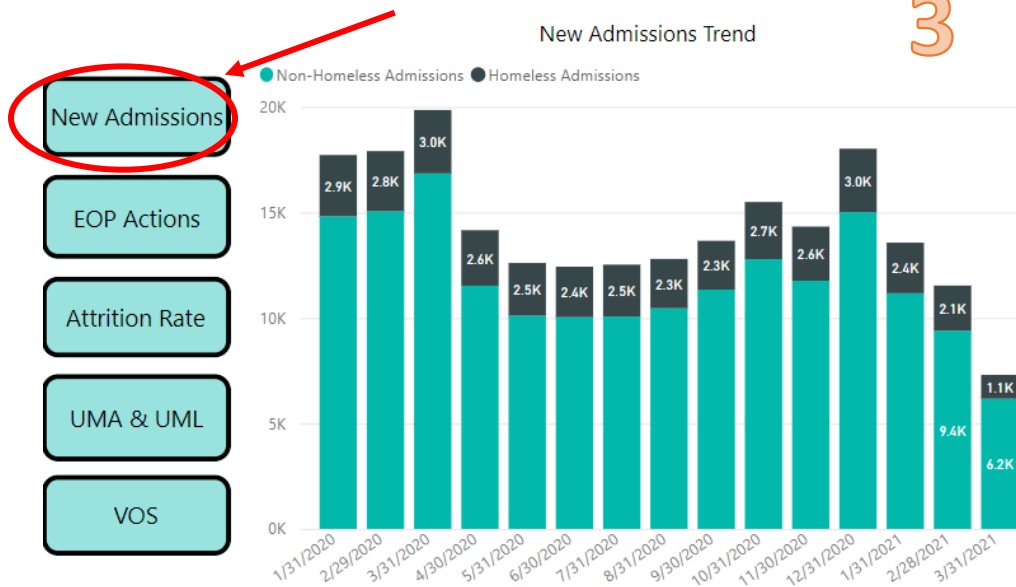 3
New Admissions Trend
Non-Homeless Admissions Homeless Admissions
New Admissions
EOP Actions
Attrition Rate
UMA & UML
VOS
20K
15K
10K
5K
0K
2.9K
2.8K
3.0K
2.6K
2.5K
2.4K
2.5K
2.3K
2.3K
2.7K
2.6K
3.0K
2.4K
2.1K
1.1K
9.4K
6.2K
1/31/2020
2/29/2020
3/31/2020
4/30/2020
5/31/2020
6/30/2020
7/31/2020
8/31/2020
9/30/2020
10/31/2020
11/30/2020
12/31/2020
1/31/2021
2/28/2021
3/31/2021